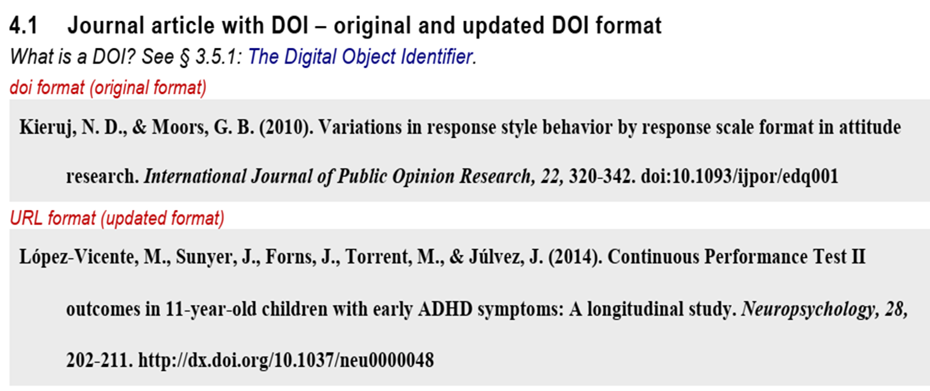 4.1 Journal article with DOI – original and updated DOI format
What is a DOI? See § 3.5.1: The Digital Object Identifier.
doi format (original format)
Kieruj, N. D., & Moors, G. B. (2010). Variations in response style behavior by response scale format in attitude
research. International Journal of Public Opinion Research, 22, 320-342. doi:10.1093/ijpor/edq001
URL format (updated format)
López-Vicente, M., Sunyer, J., Forns, J., Torrent, M., & Júlvez, J. (2014). Continuous Performance Test II
outcomes in 11-year-old children with early ADHD symptoms: A longitudinal study. Neuropsychology, 28,
202-211. http://dx.doi.org/10.1037/neu0000048